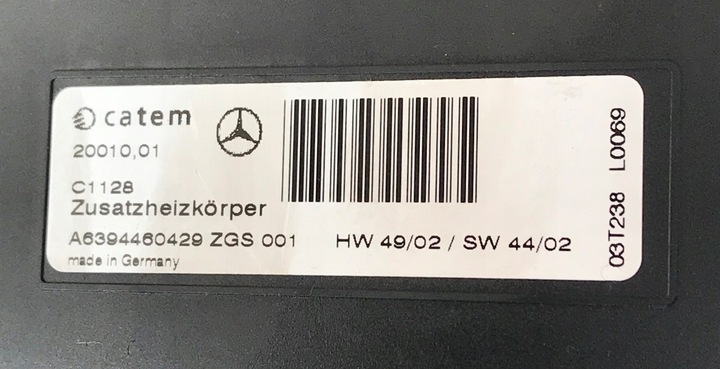 catem
20010,01
C1128
Zusatzheizkörper
A6394460429 ZGS 001 HW 49/02 / SW 44/02
made in Germany
03T238 L0069